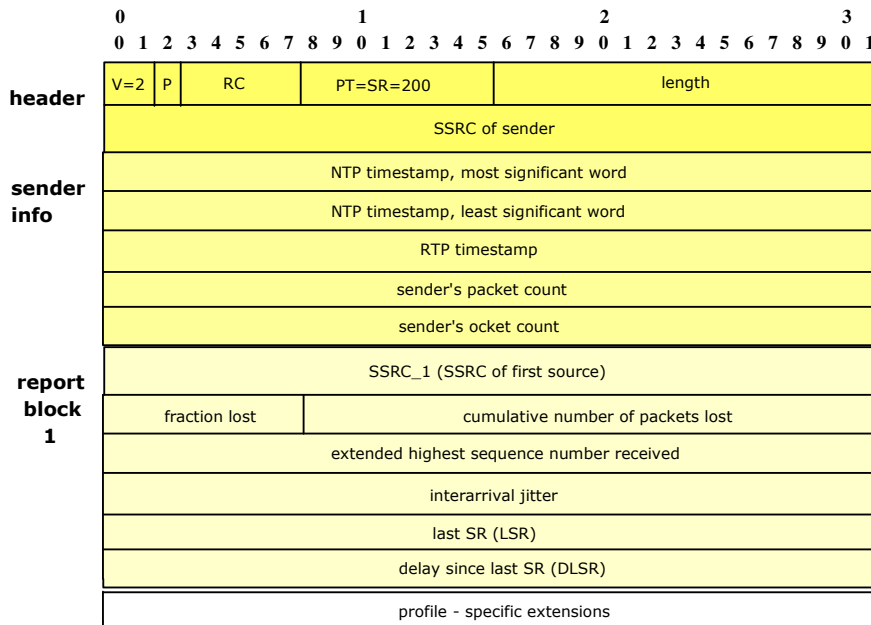 0 1 2 3
0 1 2 3 4 5 6 7 8 9 0 1 2 3 4 5 6 7 8 9 0 1 2 3 4 5 6 7 8 9 0 1
header
V=2 P RC PT=SR=200 length
SSRC of sender
sender
info
NTP timestamp, most significant word
NTP timestamp, least significant word
RTP timestamp
sender's packet count
sender's ocket count
report
block
1
SSRC_1 (SSRC of first source)
fraction lost cumulative number of packets lost
extended highest sequence number received
interarrival jitter
last SR (LSR)
delay since last SR (DLSR)
profile - specific extensions